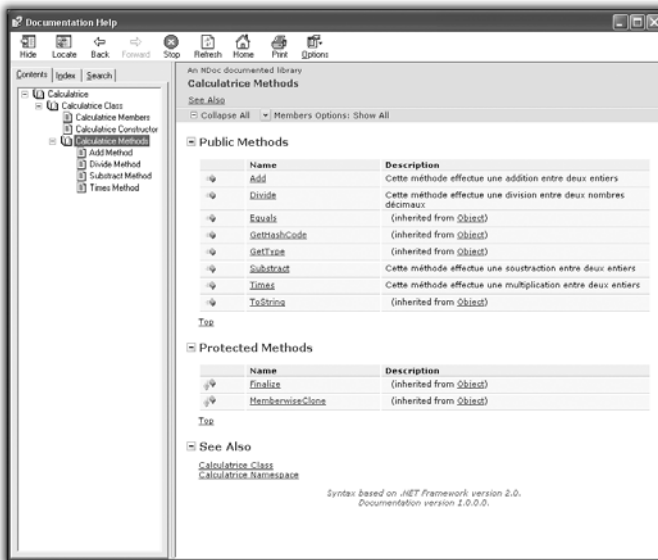 Documentation Help
Hide Locate Back Forward Stop Refresh Home Print Options
Contents Index Search
Calculatrice
Calculatrice Class
Calculatrice Members
Calculatrice Constructor
Calculatrice Methods
Add Method
Divide Method
Substract Method
Times Method
An NDoc documented library
Calculatrice Methods
See Also
Collapse All Members Options: Show All
Public Methods
Name Description
Add Cette méthode effectue une addition entre deux entiers
Divide Cette méthode effectue une division entre deux nombres
décimaux
Equals (inherited from Object)
GetHashCode (inherited from Object)
GetType (inherited from Object)
Substract Cette méthode effectue une soustraction entre deux entiers
Times Cette méthode effectue une multiplication entre deux entiers
ToString (inherited from Object)
Top
Protected Methods
Name Description
Finalize (inherited from Object)
MemberwiseClone (inherited from Object)
Top
See Also
Calculatrice Class
Calculatrice Namespace
Syntax based on .NET Framework version 2.0.
Documentation version 1.0.0.0.